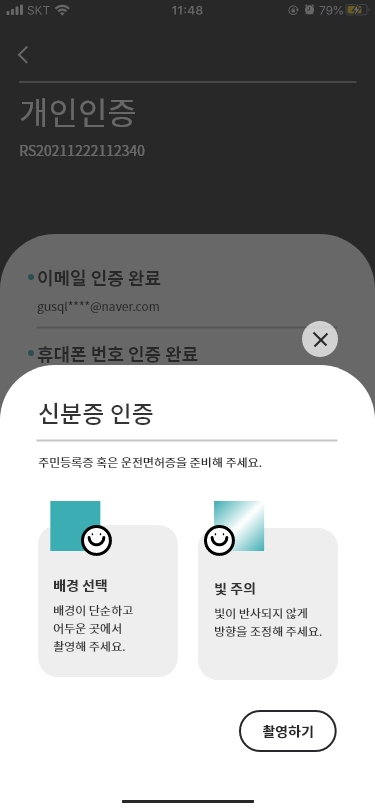 SKT 11:48 79%
개인인증
RS20211222112340
이메일 인증 완료
gusql****@naver.com
휴대폰 번호 인증 완료
신분증 인증
주민등록증 혹은 운전면허증을 준비해 주세요.
배경 선택
배경이 단순하고
어두운 곳에서
촬영해 주세요.
빛 주의
빛이 반사되지 않게
방향을 조정해 주세요.
촬영하기